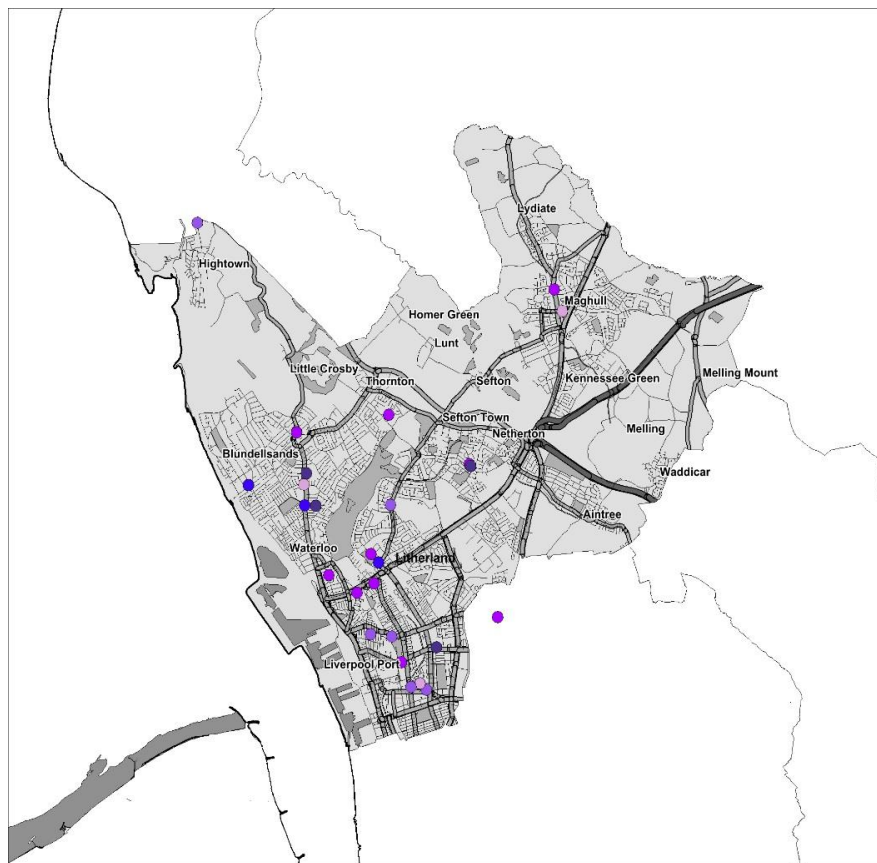 Lydiate
Hightown
Maghull
Homer Green
Lunt
Little Crosby
Thornton
Sefton
Kennessee Green
Melling Mount
Sefton Town
Netherton
Melling
Blundellsands
Waddicar
Aintree
Waterloo
Litherland
Liverpool Port